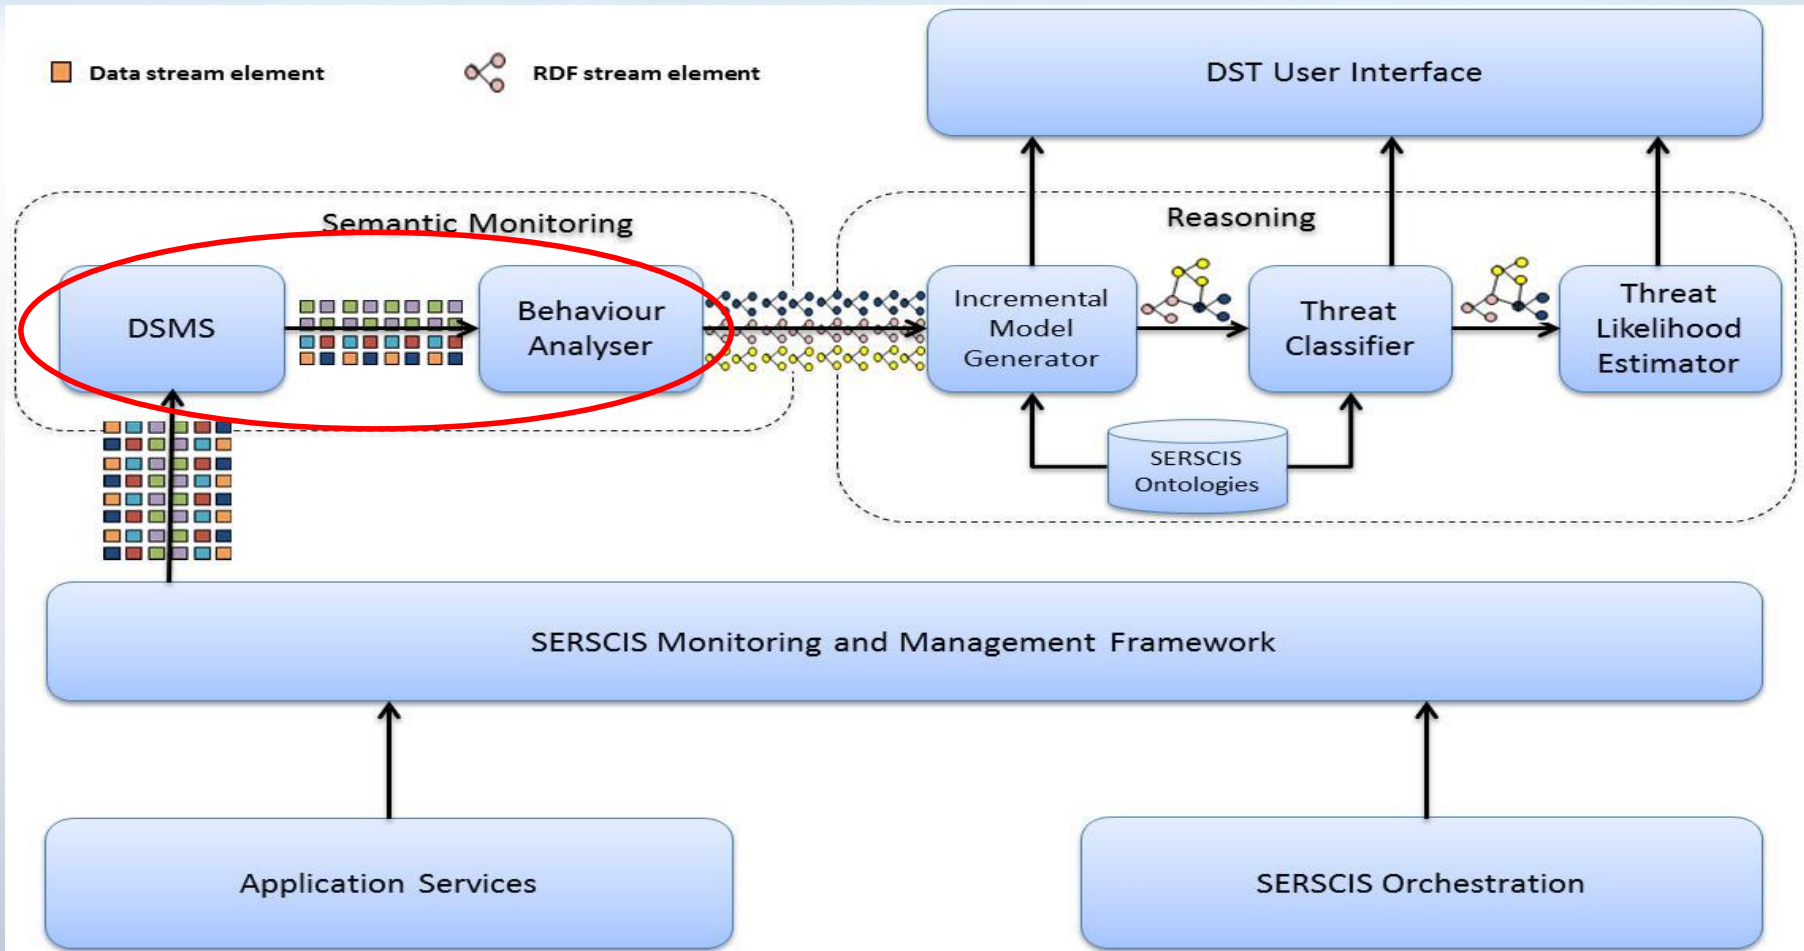 Data stream element
RDF stream element
DST User Interface
Semantic Monitoring
Reasoning
DSMS
Behaviour
Analyser
Incremental
Model
Generator
Threat
Classifier
Threat
Likelihood
Estimator
SERSCIS
Ontologies
SERSCIS Monitoring and Management Framework
Application Services
SERSCIS Orchestration